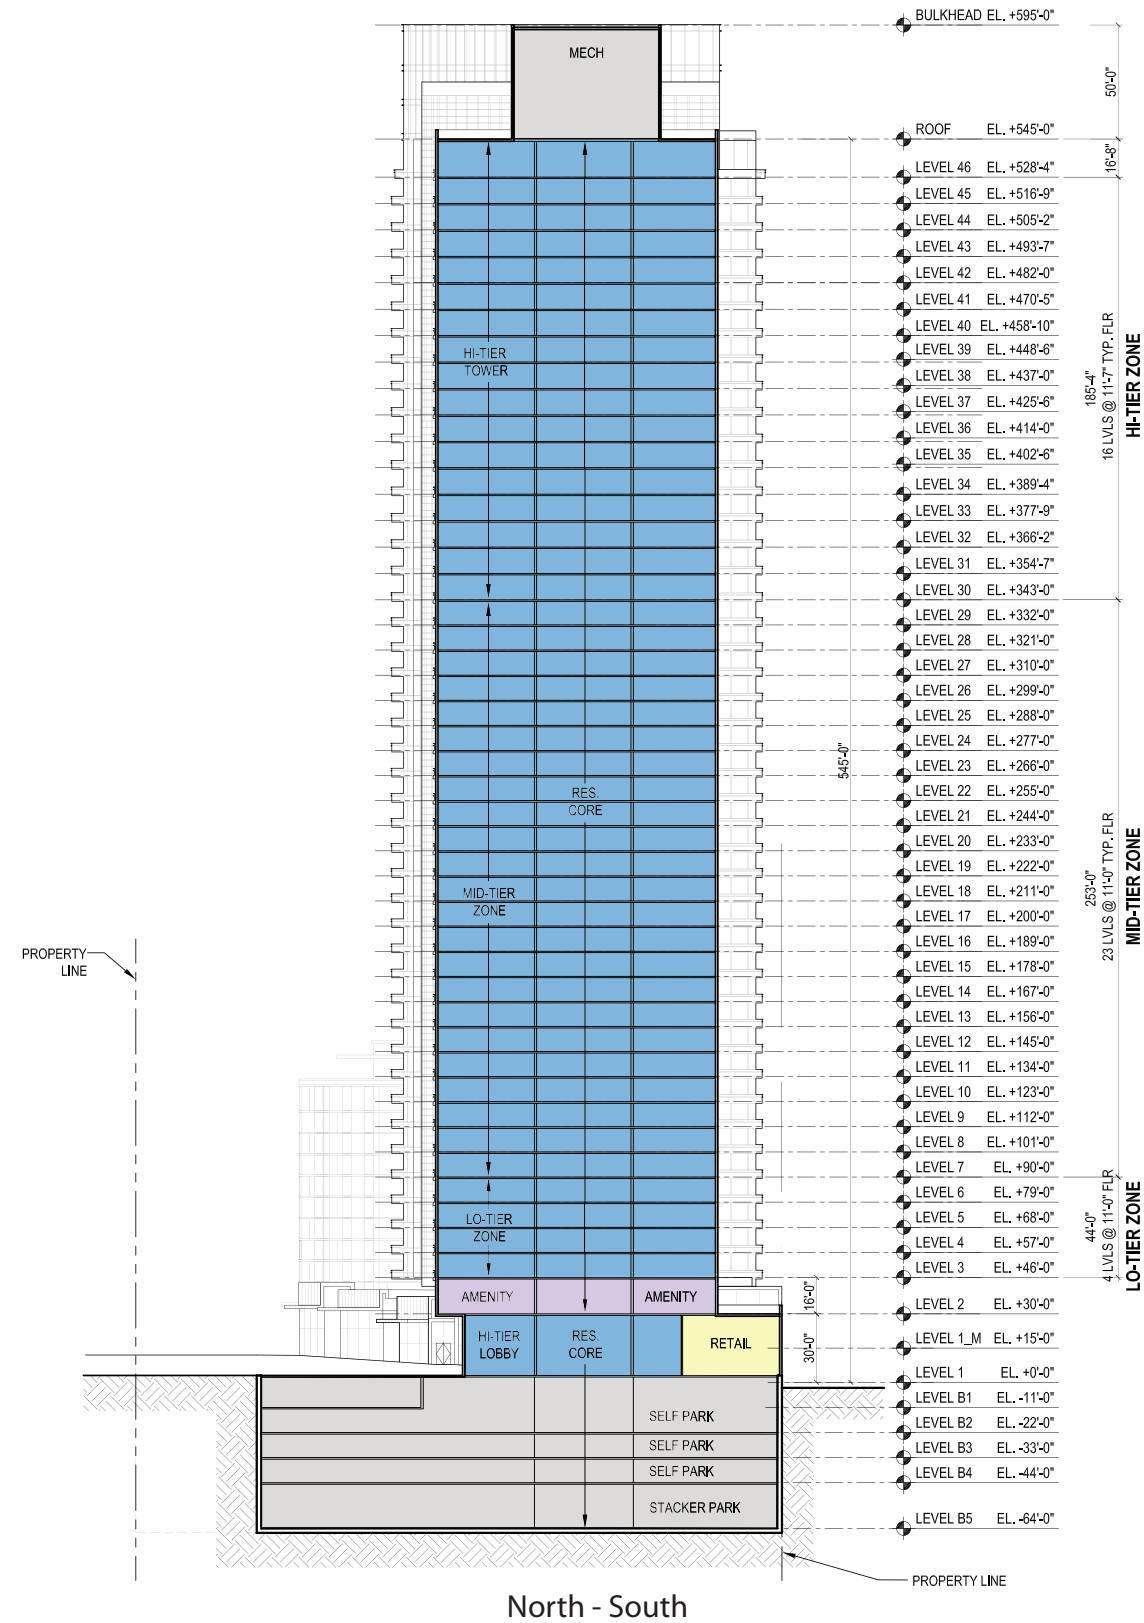 BULKHEAD EL. +595'-0"
MECH
50'-0"
ROOF EL. +545'-0"
16'-8"
LEVEL 46 EL. +528'-4"
LEVEL 45 EL. +516'-9"
LEVEL 44 EL. +505'-2"
LEVEL 43 EL. +493'-7"
LEVEL 42 EL. +482'-0"
LEVEL 41 EL. +470'-5"
LEVEL 40 EL. +458'-10"
LEVEL 39 EL. +448'-6"
LEVEL 38 EL. +437'-0"
LEVEL 37 EL. +425'-6"
LEVEL 36 EL. +414'-0"
LEVEL 35 EL. +402'-6"
LEVEL 34 EL. +389'-4"
LEVEL 33 EL. +377'-9"
LEVEL 32 EL. +366'-2"
LEVEL 31 EL. +354'-7"
LEVEL 30 EL. +343'-0"
HI-TIER
TOWER
185'-4"
16 LVLS @ 11'-7" TYP. FLR
HI-TIER ZONE
LEVEL 29 EL. +332'-0"
LEVEL 28 EL. +321'-0"
LEVEL 27 EL. +310'-0"
LEVEL 26 EL. +299'-0"
LEVEL 25 EL. +288'-0"
LEVEL 24 EL. +277'-0"
LEVEL 23 EL. +266'-0"
LEVEL 22 EL. +255'-0"
LEVEL 21 EL. +244'-0"
LEVEL 20 EL. +233'-0"
LEVEL 19 EL. +222'-0"
LEVEL 18 EL. +211'-0"
LEVEL 17 EL. +200'-0"
LEVEL 16 EL. +189'-0"
LEVEL 15 EL. +178'-0"
LEVEL 14 EL. +167'-0"
LEVEL 13 EL. +156'-0"
LEVEL 12 EL. +145'-0"
LEVEL 11 EL. +134'-0"
LEVEL 10 EL. +123'-0"
LEVEL 9 EL. +112'-0"
LEVEL 8 EL. +101'-0"
LEVEL 7 EL. +90'-0"
545'-0"
RES.
CORE
MID-TIER
ZONE
253'-0"
23 LVLS @ 11'-0" TYP. FLR
MID-TIER ZONE
PROPERTY
LINE
LEVEL 6 EL. +79'-0"
LEVEL 5 EL. +68'-0"
LEVEL 4 EL. +57'-0"
LEVEL 3 EL. +46'-0"
LO-TIER
ZONE
44'-0"
4 LVLS @ 11'-0" FLR
LO-TIER ZONE
AMENITY
AMENITY
16'-0"
LEVEL 2 EL. +30'-0"
HI-TIER
LOBBY
RES.
CORE
RETAIL
30'-0"
LEVEL 1_M EL. +15'-0"
LEVEL 1 EL. +0'-0"
LEVEL B1 EL. -11'-0"
SELF PARK
LEVEL B2 EL. -22'-0"
SELF PARK
LEVEL B3 EL. -33'-0"
SELF PARK
LEVEL B4 EL. -44'-0"
STACKER PARK
LEVEL B5 EL. -64'-0"
PROPERTY LINE
North - South